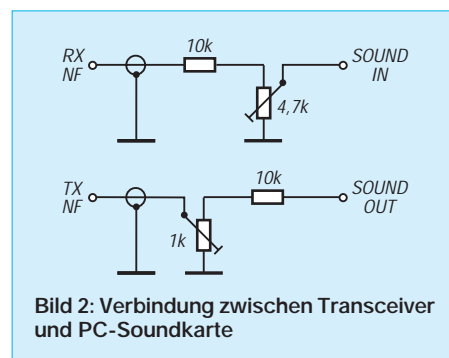 RX
NF
10k
SOUND
IN
4,7k
TX
NF
10k
SOUND
OUT
1k
Bild 2: Verbindung zwischen Transceiver
und PC-Soundkarte